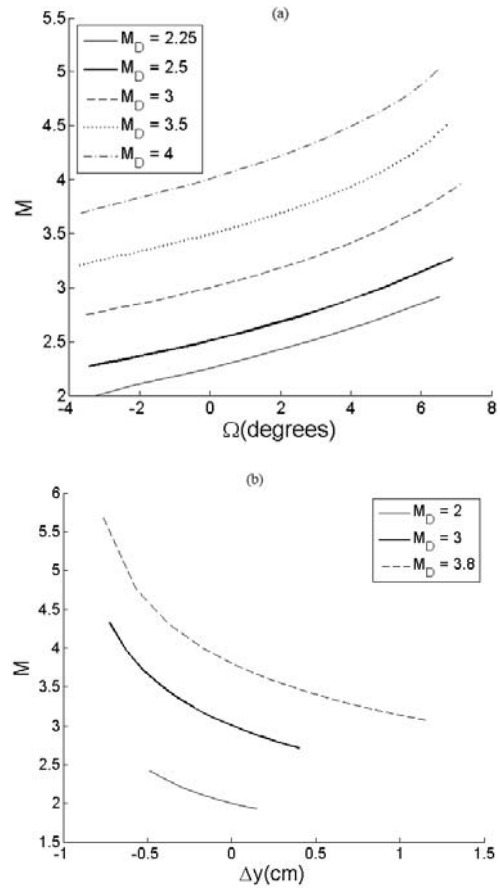 (a)
5.5
5
4.5
4
3.5
3
2.5
2
M
M_D = 2.25
M_D = 2.5
M_D = 3
M_D = 3.5
M_D = 4
-4 -2 0 2 4 6 8
Ω(degrees)
(b)
6
5.5
5
4.5
4
3.5
3
2.5
2
1.5
M
M_D = 2
M_D = 3
M_D = 3.8
-1 -0.5 0 0.5 1 1.5
Δy(cm)